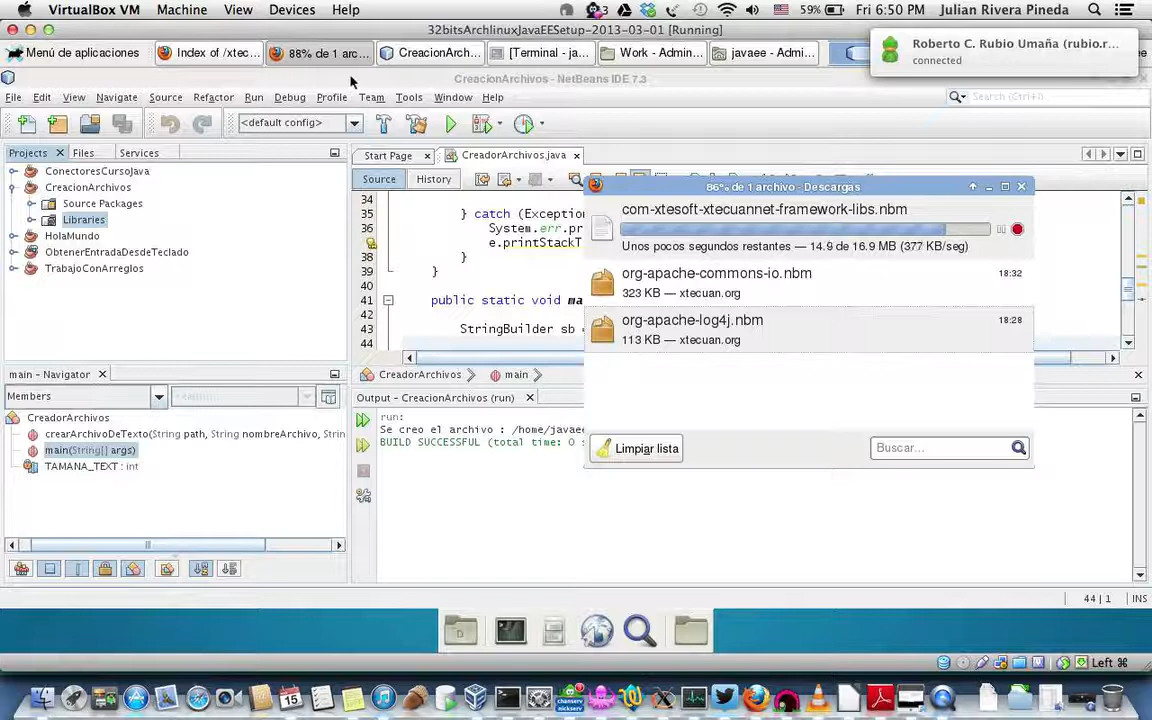 VirtualBox VM Machine View Devices Help 3 59% Fri 6:50 PM Julian Rivera Pineda
32bitsArchlinuxJavaEESetup-2013-03-01 [Running]
Menú de aplicaciones Index of /xtec... 88% de 1 arc... CreacionArch... [Terminal - ja... Work - Admin... javaee - Admi...
Roberto C. Rubio Umaña (rubio.r...
connected
CreacionArchivos - NetBeans IDE 7.3
File Edit View Navigate Source Refactor Run Debug Profile Team Tools Window Help Search (Ctrl+I)
<default config>
Projects Files Services
Start Page CreadorArchivos.java
Source History
ConectoresCursoJava
CreacionArchivos
Source Packages
Libraries
HolaMundo
ObtenerEntradaDesdeTeclado
TrabajoConArreglos
34
35 } catch (Exception
36 System.err.pr
e.printStackT
38 }
39 }
40
41 public static void ma
42
43 StringBuilder sb =
44
CreadorArchivos main
86% de 1 archivo - Descargas
com-xtesoft-xtecuannet-framework-libs.nbm
Unos pocos segundos restantes — 14.9 de 16.9 MB (377 KB/seg)
org-apache-commons-io.nbm 18:32
323 KB — xtecuan.org
org-apache-log4j.nbm 18:28
113 KB — xtecuan.org
Limpiar lista Buscar...
main - Navigator
Members
CreadorArchivos
crearArchivoDeTexto(String path, String nombreArchivo, Strin
main(String[] args)
TAMANA_TEXT : int
Output - CreacionArchivos (run)
run:
Se creo el archivo : /home/javaee
BUILD SUCCESSFUL (total time: 0 s
44 | 1 INS
Left ⌘